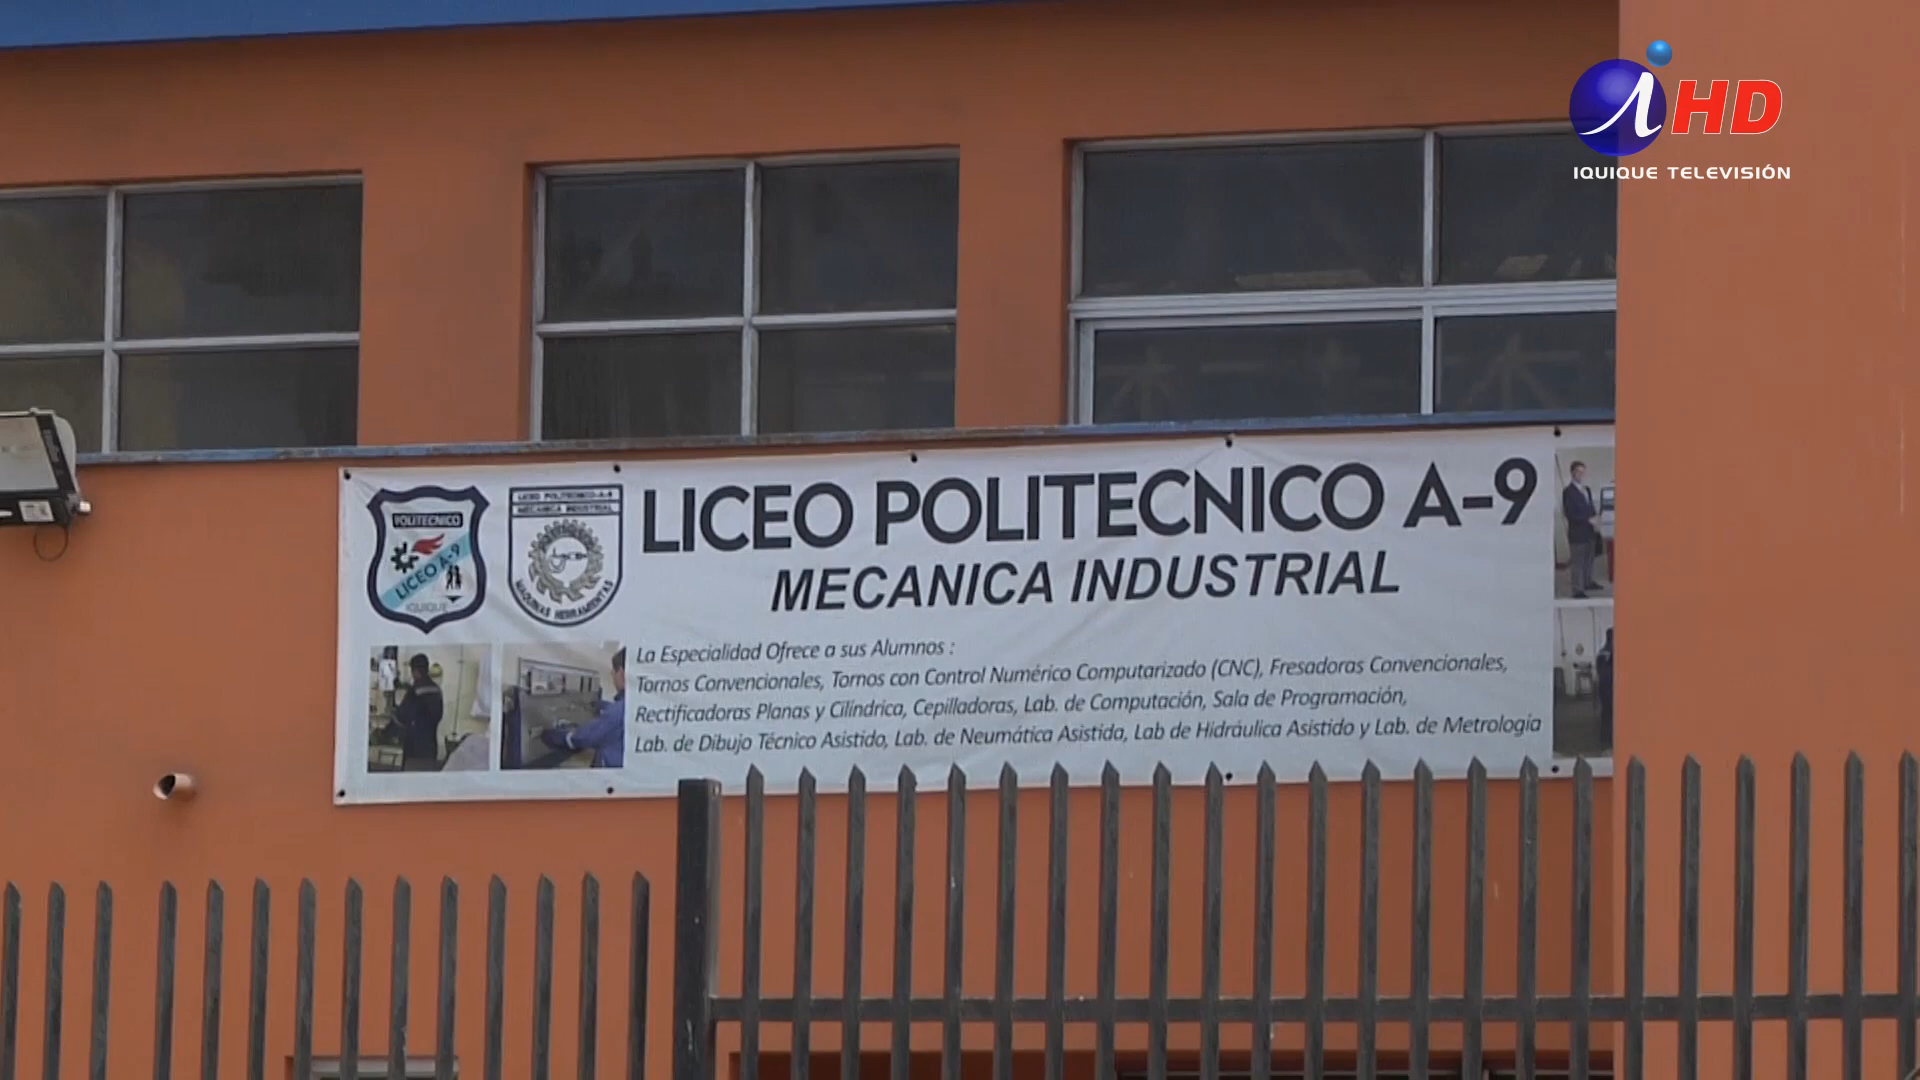 HD
IQUIQUE TELEVISIÓN
POLITECNICO
LICEO A-9
IQUIQUE
LICEO POLITECNICO A-9
MECANICA INDUSTRIAL
MAQUINAS HERRAMIENTAS
LICEO POLITECNICO A-9
MECANICA INDUSTRIAL
La Especialidad Ofrece a sus Alumnos :
Tornos Convencionales, Tornos con Control Numérico Computarizado (CNC), Fresadoras Convencionales,
Rectificadoras Planas y Cilíndrica, Cepilladoras, Lab. de Computación, Sala de Programación,
Lab. de Dibujo Técnico Asistido, Lab. de Neumática Asistida, Lab de Hidráulica Asistido y Lab. de Metrología